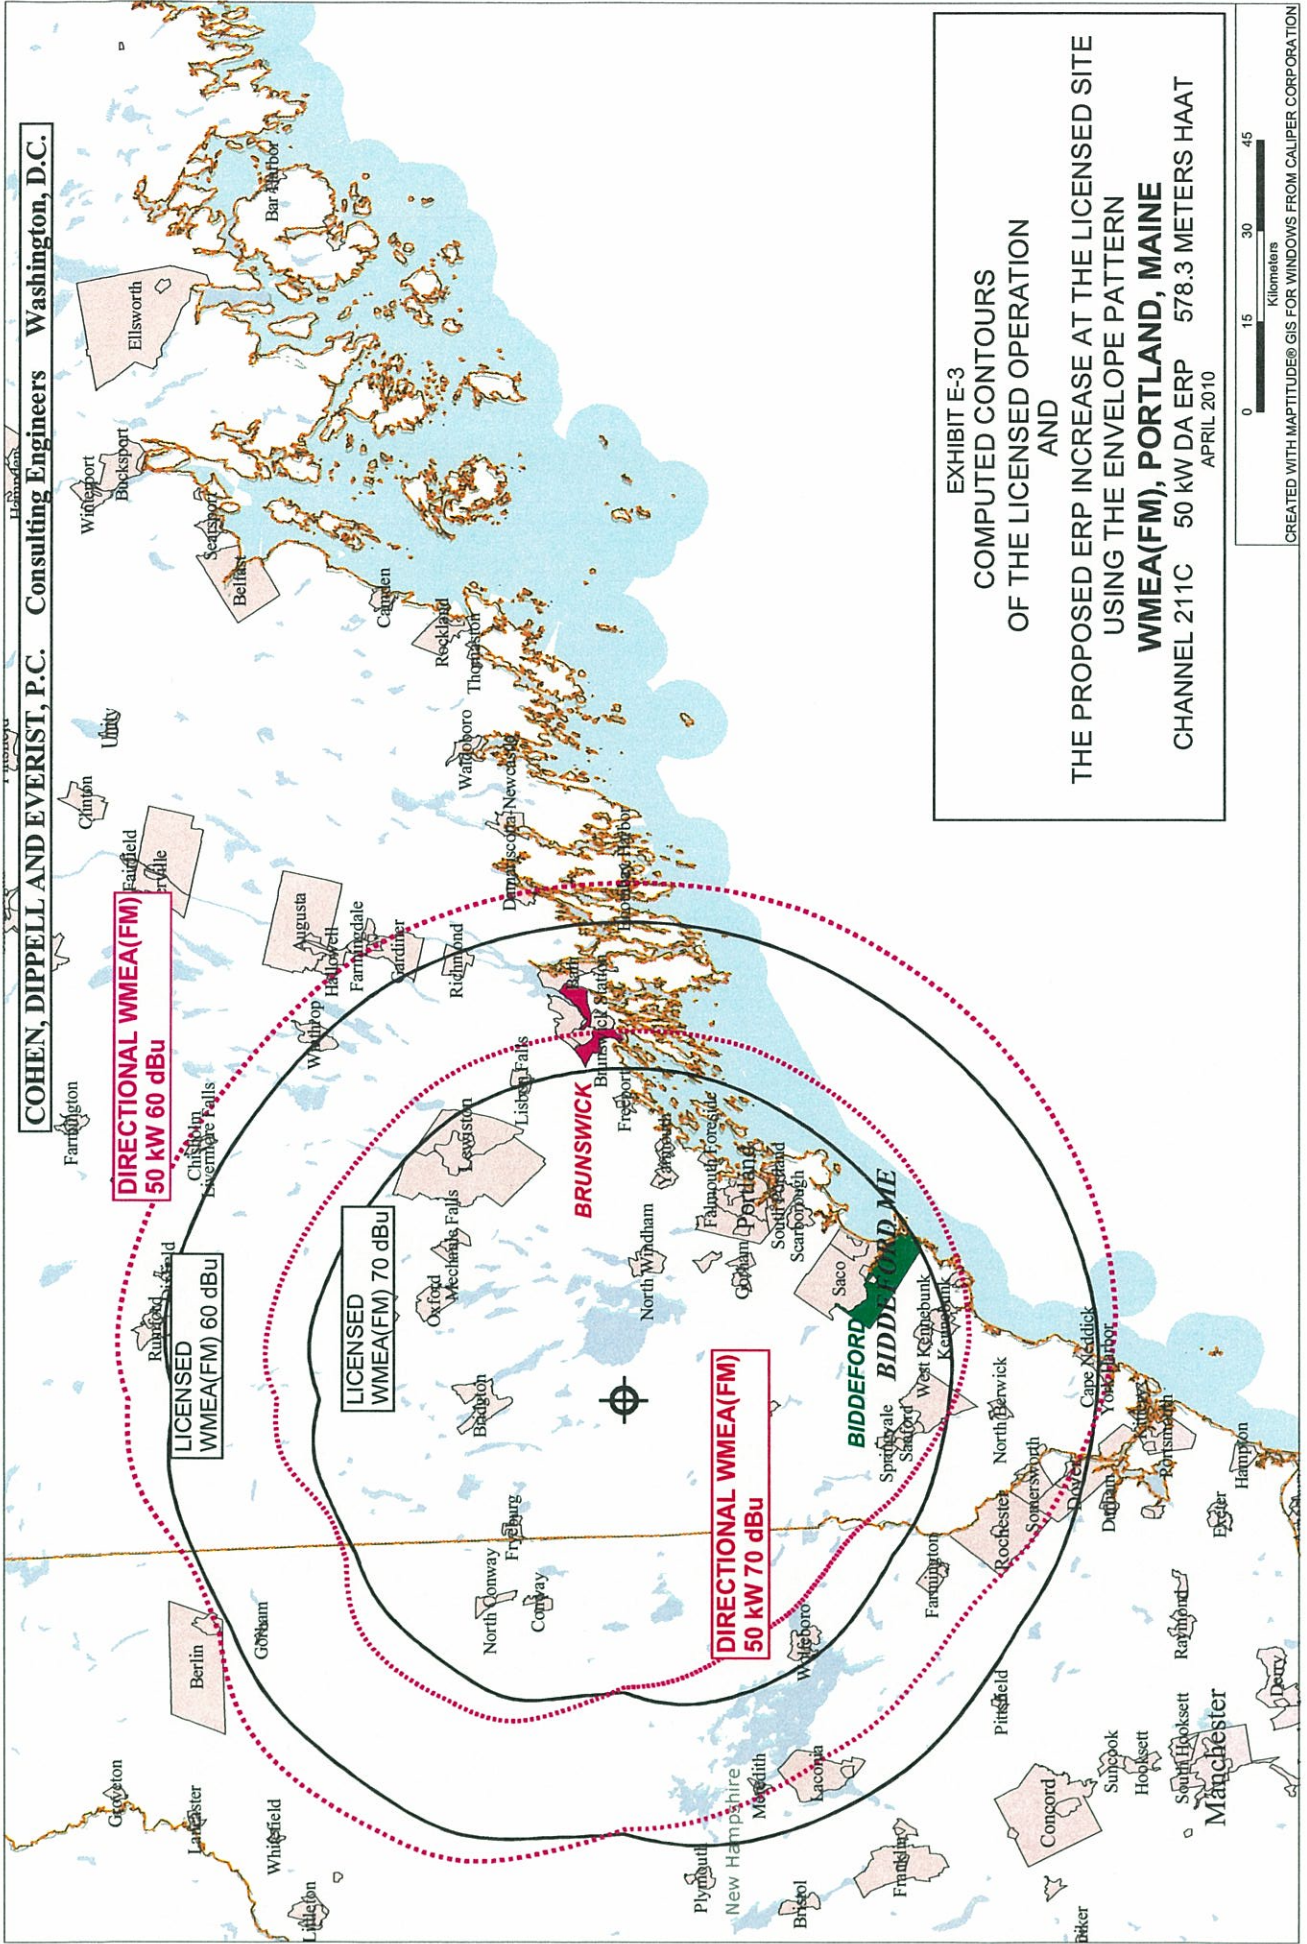 COHEN, DIPPELL AND EVERIST, P.C. Consulting Engineers Washington, D.C.
Groveton
Lancaster
Whitefield
Littleton
Berlin
Gorham
Rumford
Farmington
Chisholm
Livermore Falls
Clinton
Fairfield
Unity
Winterport
Bucksport
Ellsworth
Bar Harbor
Searsport
Belfast
Camden
Rockland
Thomaston
Waldoboro
Damariscotta-Newcastle
Boothbay Harbor
Augusta
Hallowell
Farmingdale
Gardiner
Richmond
Winthrop
DIRECTIONAL WMEA(FM)
50 kW 60 dBu
LICENSED
WMEA(FM) 60 dBu
LICENSED
WMEA(FM) 70 dBu
Lewiston
Lisbon Falls
Mechanic Falls
Oxford
Bridgton
Fryeburg
North Conway
Conway
Bath
Brunswick Station
BRUNSWICK
Freeport
Yarmouth
Falmouth Foreside
North Windham
Portland
South Portland
Scarborough
Gorham
Saco
BIDDEFORD
BIDDEFORD ME
DIRECTIONAL WMEA(FM)
50 kW 70 dBu
Wolfeboro
West Kennebunk
Kennebunk
Springvale
Sanford
North Berwick
Cape Neddick
York Harbor
Kittery
Portsmouth
Somersworth
Rochester
Dover
Durham
Farmington
Hampton
Exeter
Raymond
Derry
Pittsfield
Suncook
Hooksett
South Hooksett
Manchester
Concord
Laconia
Meredith
New Hampshire
Plymouth
Bristol
Franklin
EXHIBIT E-3
COMPUTED CONTOURS
OF THE LICENSED OPERATION
AND
THE PROPOSED ERP INCREASE AT THE LICENSED SITE
USING THE ENVELOPE PATTERN
WMEA(FM), PORTLAND, MAINE
CHANNEL 211C 50 kW DA ERP 578.3 METERS HAAT
APRIL 2010
0 15 30 45
Kilometers
CREATED WITH MAPTITUDE® GIS FOR WINDOWS FROM CALIPER CORPORATION